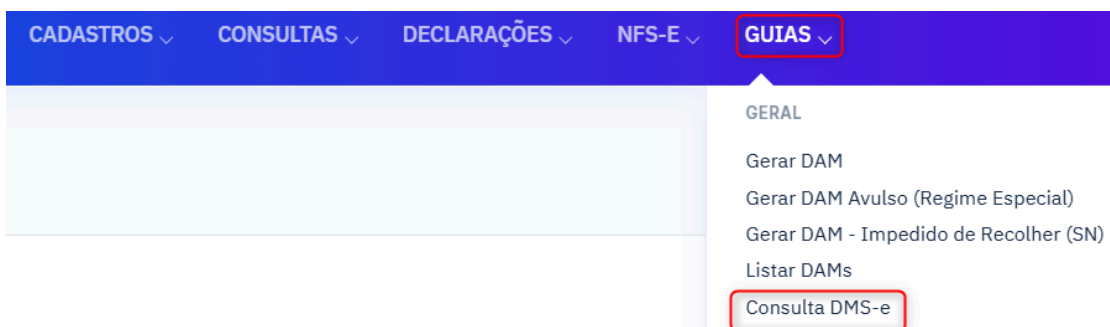 CADASTROS CONSULTAS DECLARAÇÕES NFS-E GUIAS
GERAL
Gerar DAM
Gerar DAM Avulso (Regime Especial)
Gerar DAM - Impedido de Recolher (SN)
Listar DAMs
Consulta DMS-e